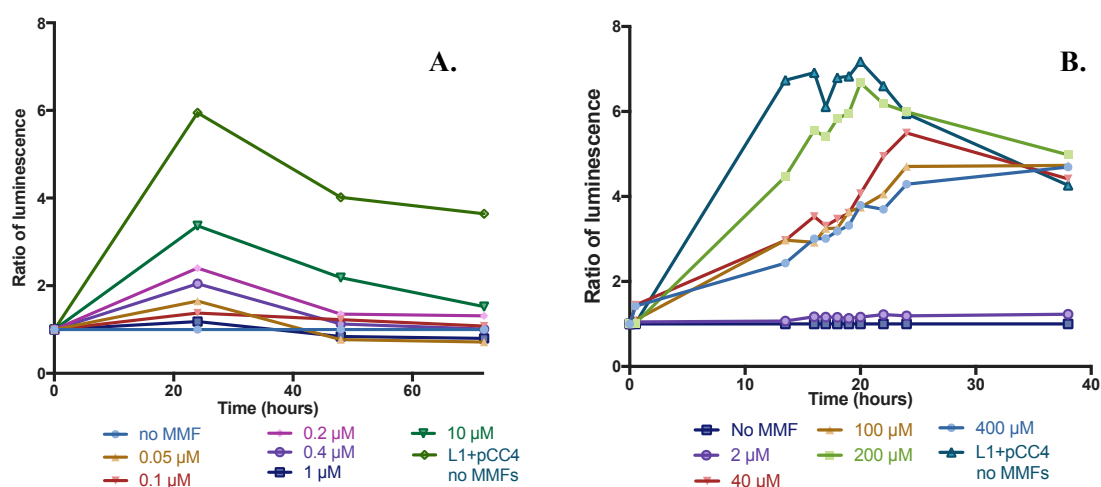 A.
Ratio of luminescence
8
6
4
2
0
0 20 40 60
Time (hours)
no MMF
0.05 µM
0.1 µM
0.2 µM
0.4 µM
1 µM
10 µM
L1+pCC4
no MMFs
B.
Ratio of luminescence
8
6
4
2
0
0 10 20 30 40
Time (hours)
No MMF
2 µM
40 µM
100 µM
200 µM
400 µM
L1+pCC4
no MMFs